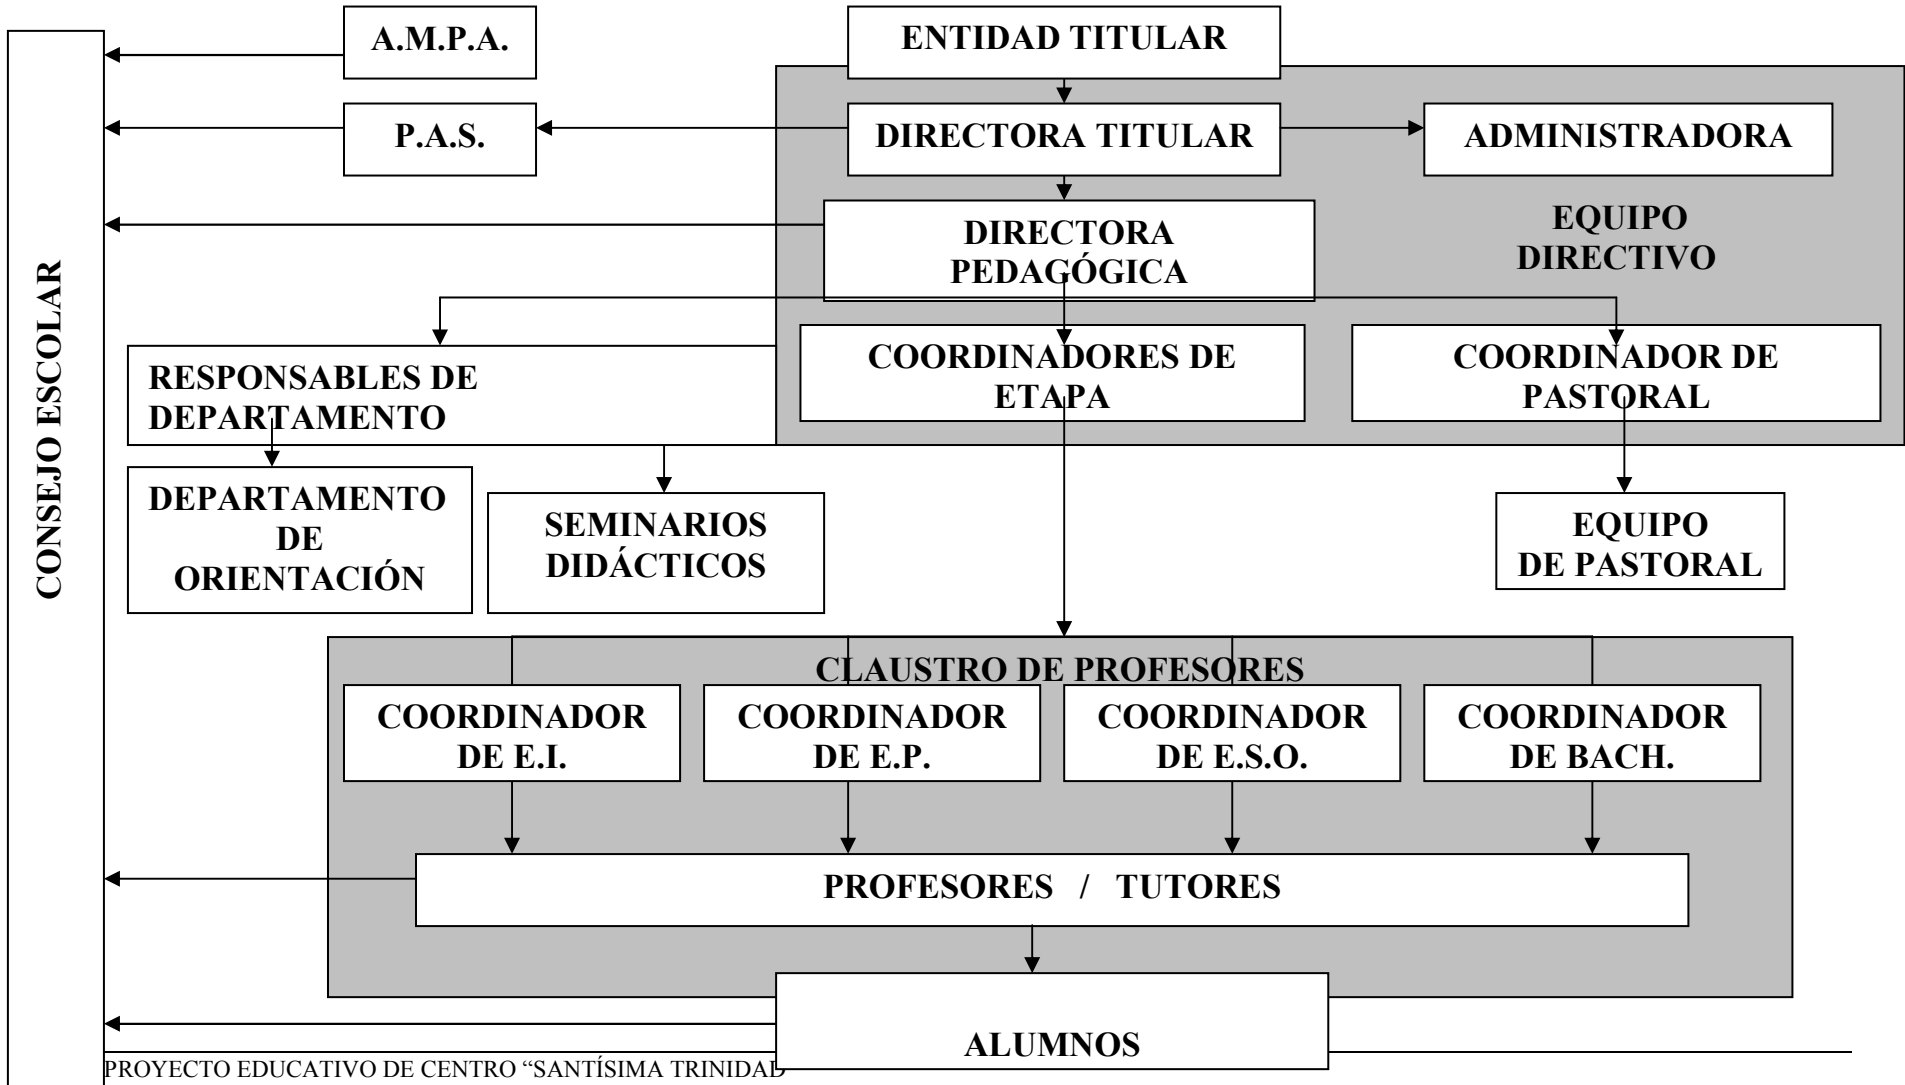 A.M.P.A.
ENTIDAD TITULAR
P.A.S.
DIRECTORA TITULAR
ADMINISTRADORA
DIRECTORA
PEDAGÓGICA
EQUIPO
DIRECTIVO
CONSEJO ESCOLAR
RESPONSABLES DE
DEPARTAMENTO
COORDINADORES DE
ETAPA
COORDINADOR DE
PASTORAL
DEPARTAMENTO
DE
ORIENTACIÓN
SEMINARIOS
DIDÁCTICOS
EQUIPO
DE PASTORAL
CLAUSTRO DE PROFESORES
COORDINADOR
DE E.I.
COORDINADOR
DE E.P.
COORDINADOR
DE E.S.O.
COORDINADOR
DE BACH.
PROFESORES / TUTORES
ALUMNOS
PROYECTO EDUCATIVO DE CENTRO “SANTÍSIMA TRINIDAD